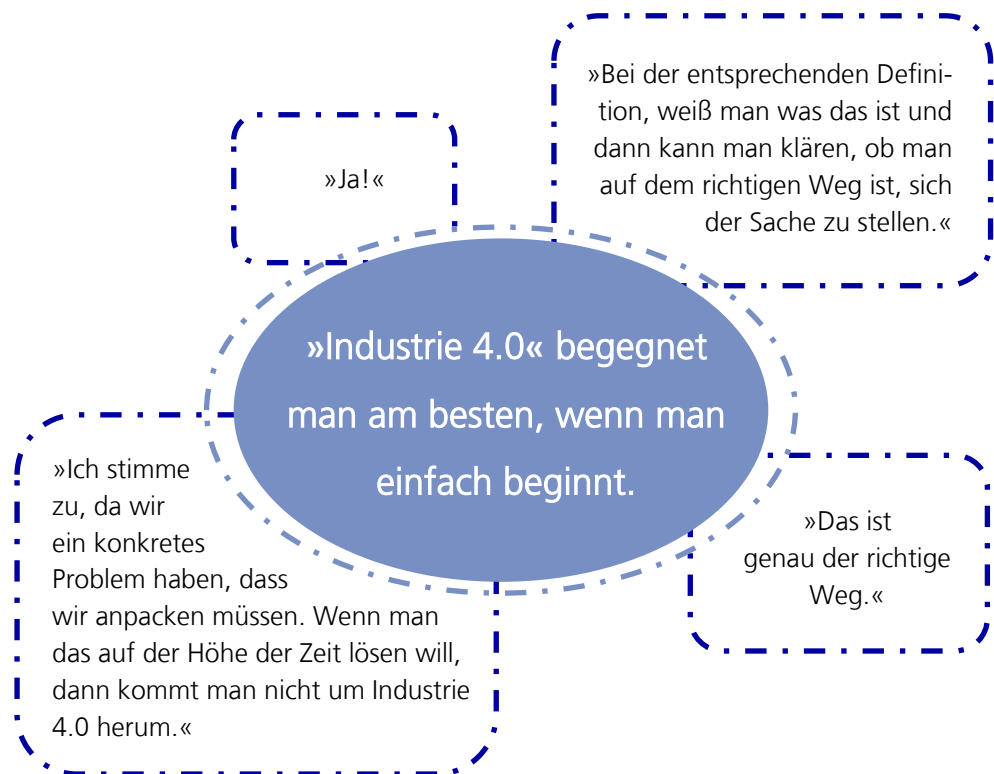 »Bei der entsprechenden Defini-
tion, weiß man was das ist und
dann kann man klären, ob man
auf dem richtigen Weg ist, sich
der Sache zu stellen.«
»Ja!«
»Industrie 4.0« begegnet
man am besten, wenn man
einfach beginnt.
»Ich stimme
zu, da wir
ein konkretes
Problem haben, dass
wir anpacken müssen. Wenn man
das auf der Höhe der Zeit lösen will,
dann kommt man nicht um Industrie
4.0 herum.«
»Das ist
genau der richtige
Weg.«